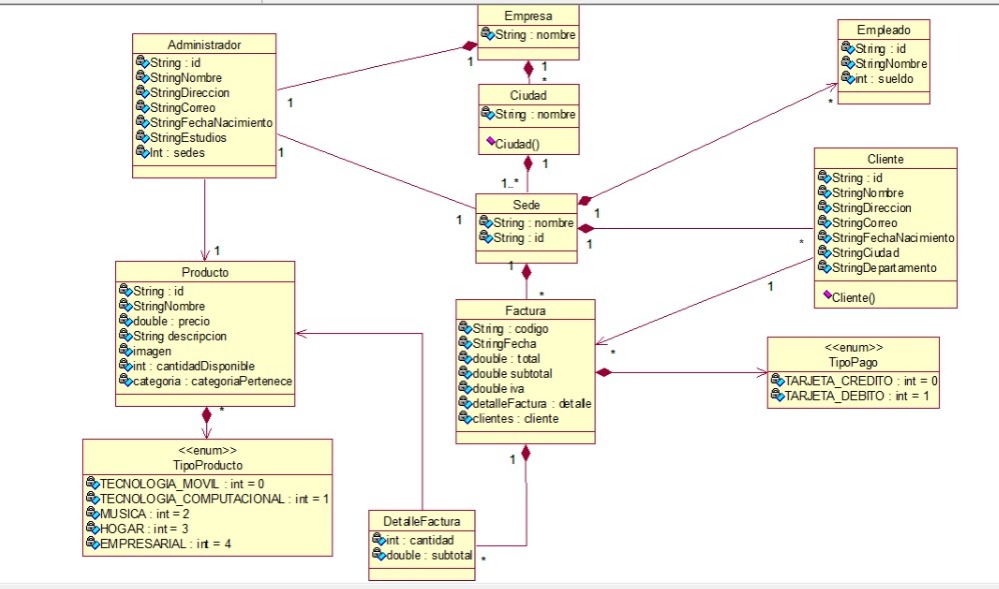 Empresa
String : nombre
1
1
*
Administrador
String : id
StringNombre
StringDireccion
StringCorreo
StringFechaNacimiento
StringEstudios
Int : sedes
1
1
1
Ciudad
String : nombre
Ciudad()
1
1..*
Sede
String : nombre
String : id
1
1
1
Empleado
String : id
StringNombre
int : sueldo
*
Cliente
String : id
StringNombre
StringDireccion
StringCorreo
StringFechaNacimiento
StringCiudad
StringDepartamento
Cliente()
*
1
1
Producto
String : id
StringNombre
double : precio
String descripcion
imagen
int : cantidadDisponible
categoria : categoriaPertenece
*
*
Factura
String : codigo
StringFecha
double : total
double subtotal
double iva
detalleFactura : detalle
clientes : cliente
*
1
<<enum>>
TipoPago
TARJETA_CREDITO : int = 0
TARJETA_DEBITO : int = 1
<<enum>>
TipoProducto
TECNOLOGIA_MOVIL : int = 0
TECNOLOGIA_COMPUTACIONAL : int = 1
MUSICA : int = 2
HOGAR : int = 3
EMPRESARIAL : int = 4
DetalleFactura
int : cantidad
double : subtotal
*